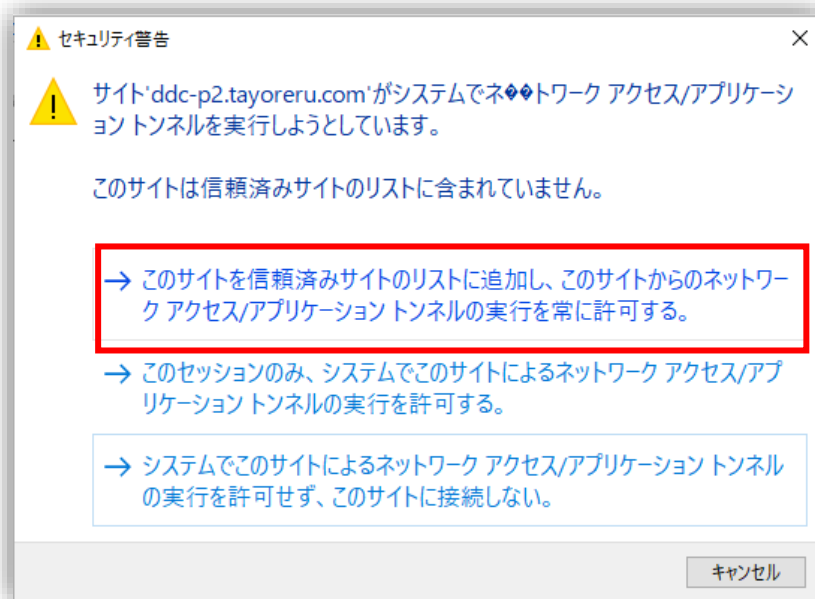 セキュリティ警告
サイト'ddc-p2.tayoreru.com'がシステムでネ��トワーク アクセス/アプリケーシ
ョン トンネルを実行しようとしています。
このサイトは信頼済みサイトのリストに含まれていません。
→ このサイトを信頼済みサイトのリストに追加し、このサイトからのネットワー
ク アクセス/アプリケーション トンネルの実行を常に許可する。
→ このセッションのみ、システムでこのサイトによるネットワーク アクセス/アプ
リケーション トンネルの実行を許可する。
→ システムでこのサイトによるネットワーク アクセス/アプリケーション トンネル
の実行を許可せず、このサイトに接続しない。
キャンセル